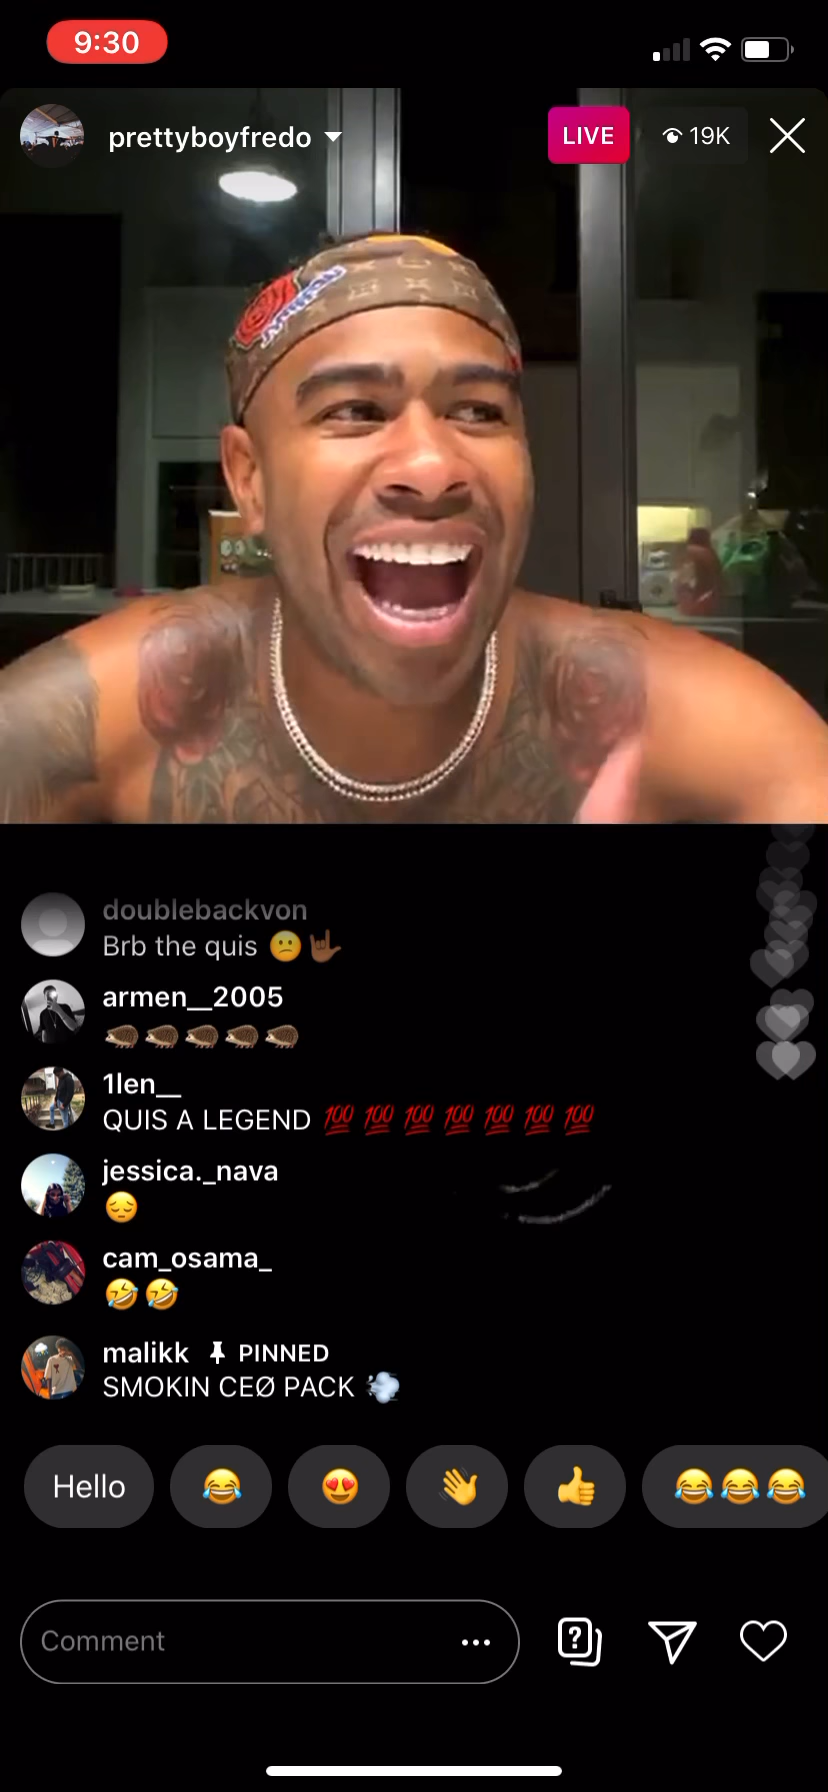 9:30
prettyboyfredo
LIVE
19K
doublebackvon
Brb the quis 😕🤟🏾
armen__2005
🦔🦔🦔🦔🦔
1len__
QUIS A LEGEND 💯💯💯💯💯💯💯
jessica._nava
😔
cam_osama_
🤣🤣
malikk 📌 PINNED
SMOKIN CEØ PACK 💨
Hello 😂 😍 👋 👍 😂😂😂
Comment